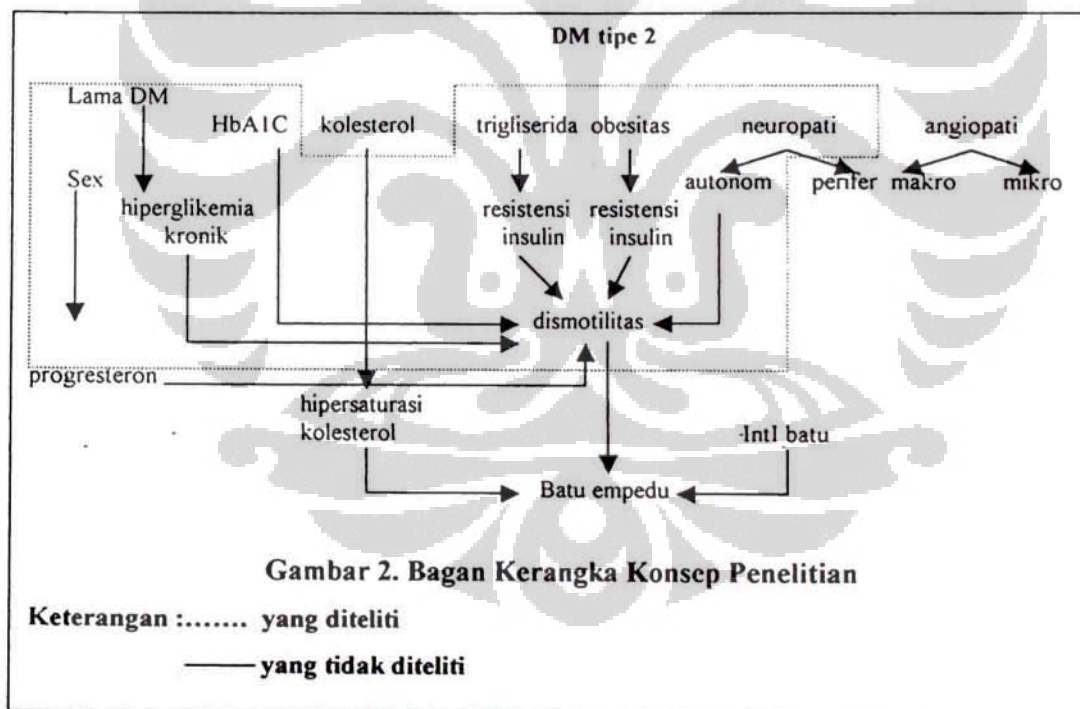 DM tipe 2
Lama DM
HbA1C kolesterol trigliserida obesitas neuropati angiopati
Sex autonom perifer makro mikro
hiperglikemia
kronik
resistensi
insulin
resistensi
insulin
dismotilitas
progresteron
hipersaturasi
kolesterol
-IntI batu
Batu empedu
Gambar 2. Bagan Kerangka Konsep Penelitian
Keterangan :....... yang diteliti
——— yang tidak diteliti